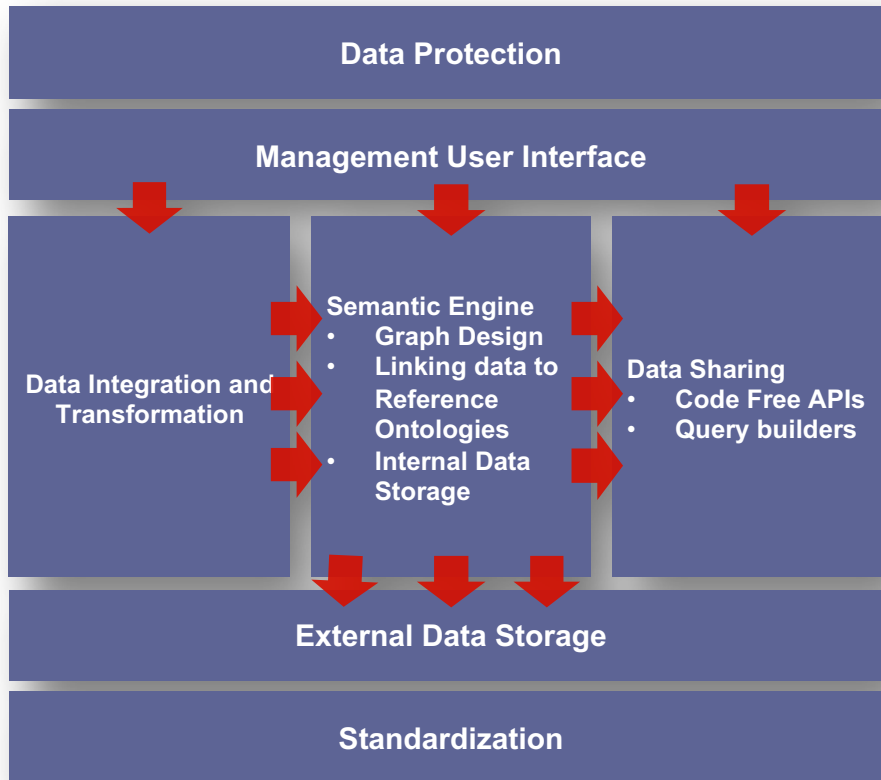 Data Protection
Management User Interface
Data Integration and
Transformation
Semantic Engine
• Graph Design
• Linking data to
Reference
Ontologies
• Internal Data
Storage
Data Sharing
• Code Free APIs
• Query builders
External Data Storage
Standardization